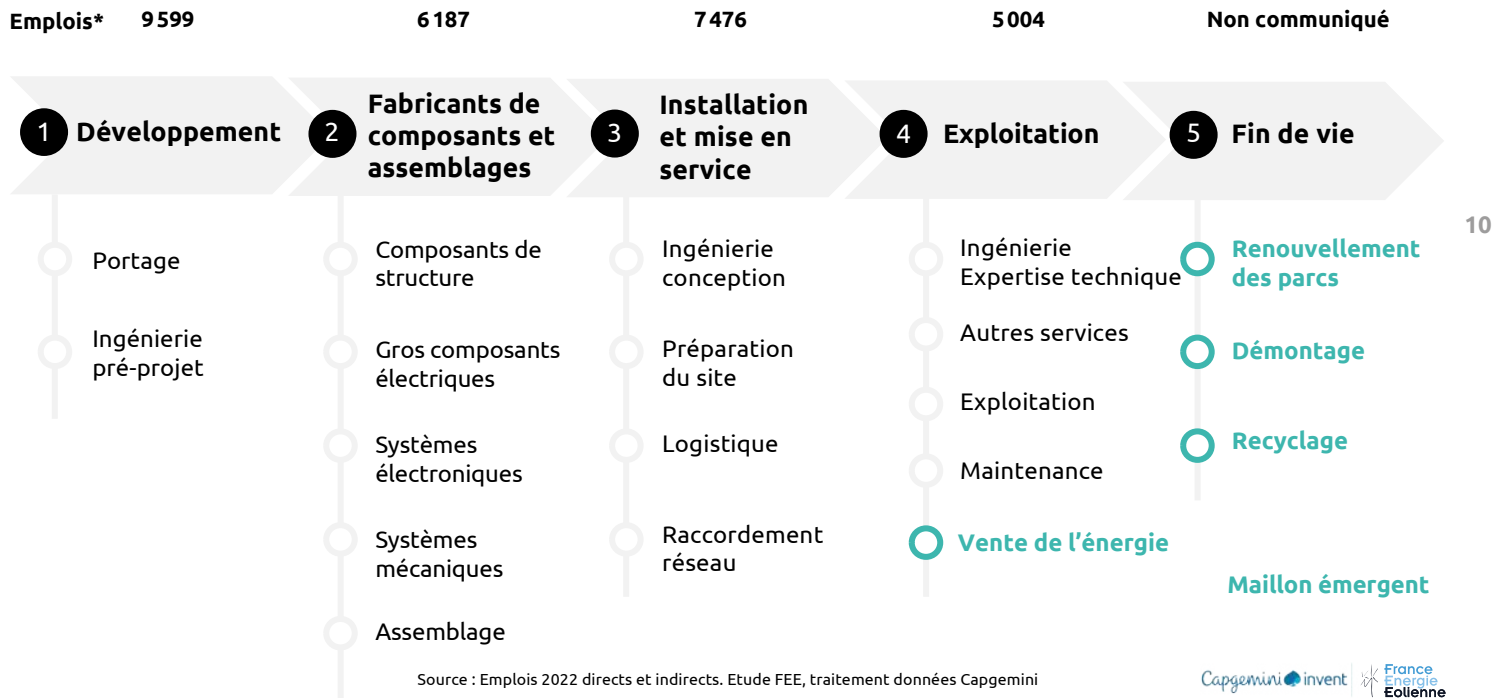 Emplois* 9 599 6 187 7 476 5 004 Non communiqué
1 Développement
2 Fabricants de
composants et
assemblages
3 Installation
et mise en
service
4 Exploitation
5 Fin de vie
Portage
Ingénierie
pré-projet
Composants de
structure
Gros composants
électriques
Systèmes
électroniques
Systèmes
mécaniques
Assemblage
Ingénierie
conception
Préparation
du site
Logistique
Raccordement
réseau
Ingénierie
Expertise technique
Autres services
Exploitation
Maintenance
Vente de l’énergie
Renouvellement
des parcs
Démontage
Recyclage
Maillon émergent
10
Source : Emplois 2022 directs et indirects. Etude FEE, traitement données Capgemini
Capgemini invent
France
Energie
Eolienne